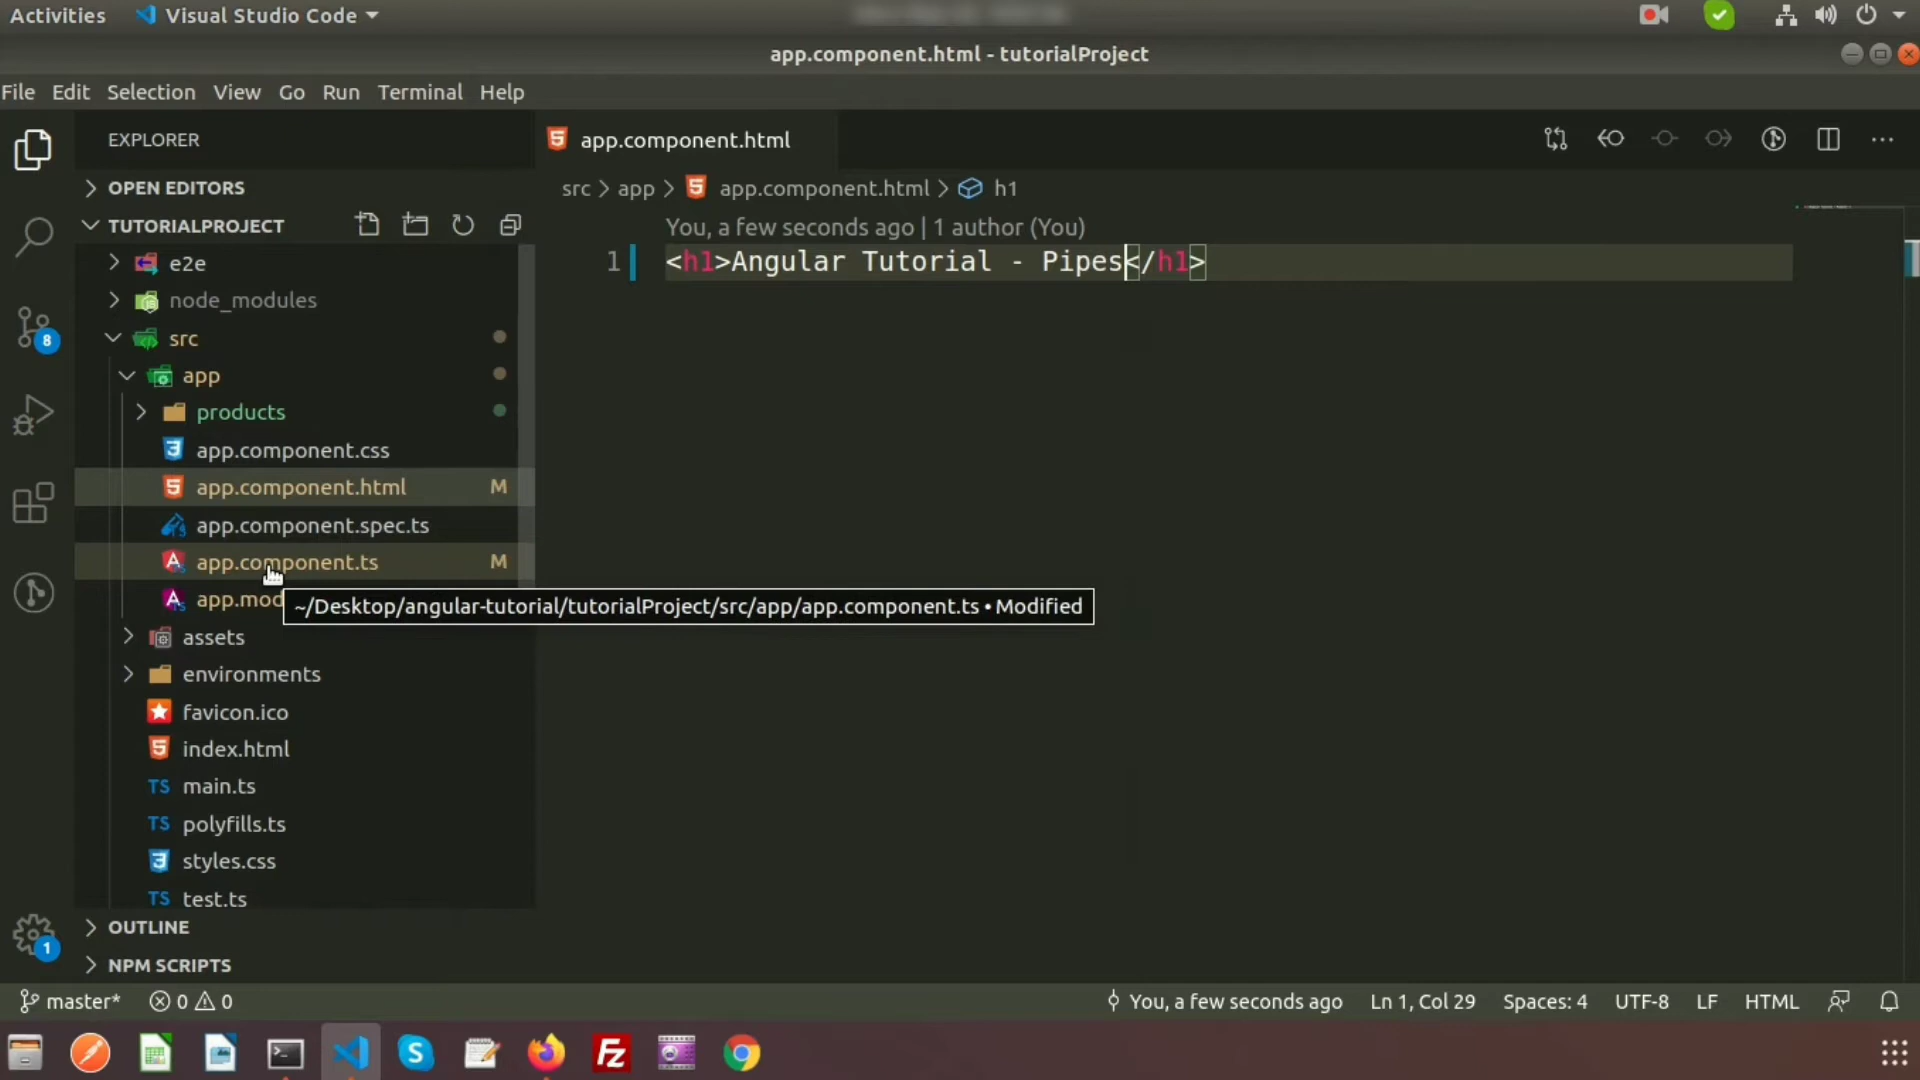 Activities Visual Studio Code
app.component.html - tutorialProject
File Edit Selection View Go Run Terminal Help
EXPLORER
app.component.html
OPEN EDITORS
src > app > app.component.html > h1
TUTORIALPROJECT
You, a few seconds ago | 1 author (You)
e2e
1 <h1>Angular Tutorial - Pipes</h1>
node_modules
src
8
app
products
app.component.css
app.component.html M
app.component.spec.ts
app.component.ts M
app.mod
~/Desktop/angular-tutorial/tutorialProject/src/app/app.component.ts • Modified
assets
environments
favicon.ico
index.html
TS main.ts
TS polyfills.ts
styles.css
TS test.ts
OUTLINE
1
NPM SCRIPTS
master* 0 0 You, a few seconds ago Ln 1, Col 29 Spaces: 4 UTF-8 LF HTML